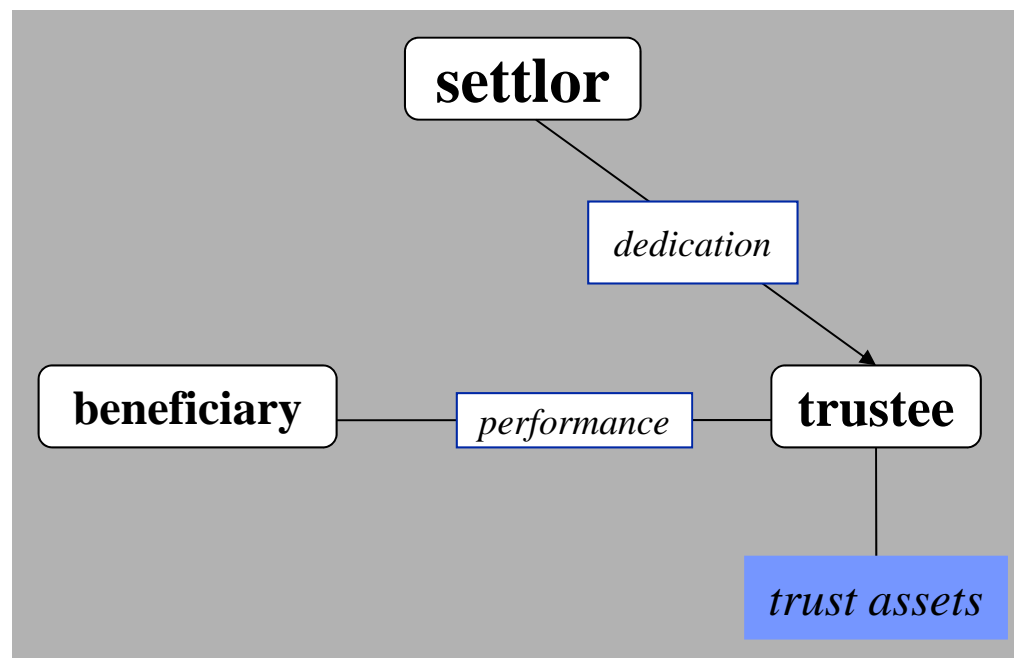 settlor
dedication
beneficiary
performance
trustee
trust assets